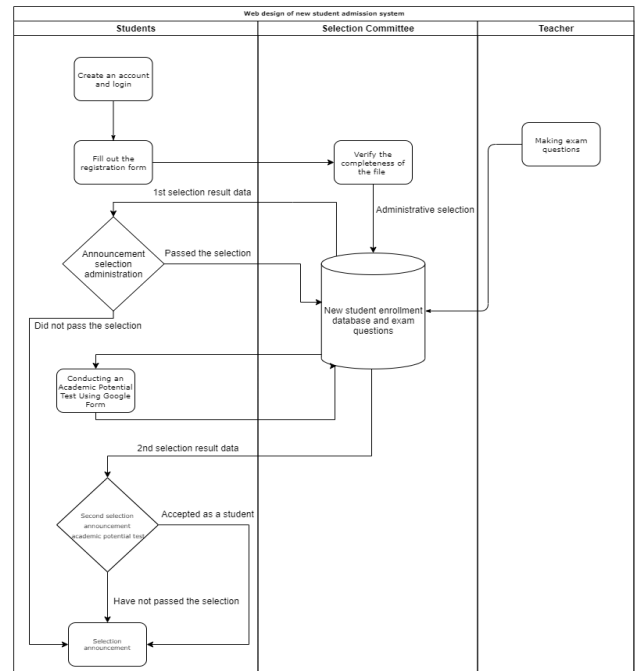 Web design of new student admission system
Students
Selection Committee
Teacher
Create an account
and login
Fill out the
registration form
Verify the
completeness of
the file
Making exam
questions
1st selection result data
Administrative selection
Announcement
selection
administration
Passed the selection
New student enrollment
database and exam
questions
Did not pass the selection
Conducting an
Academic Potential
Test Using Google
Form
2nd selection result data
Second selection
announcement
academic potential test
Accepted as a student
Have not passed the selection
Selection
announcement